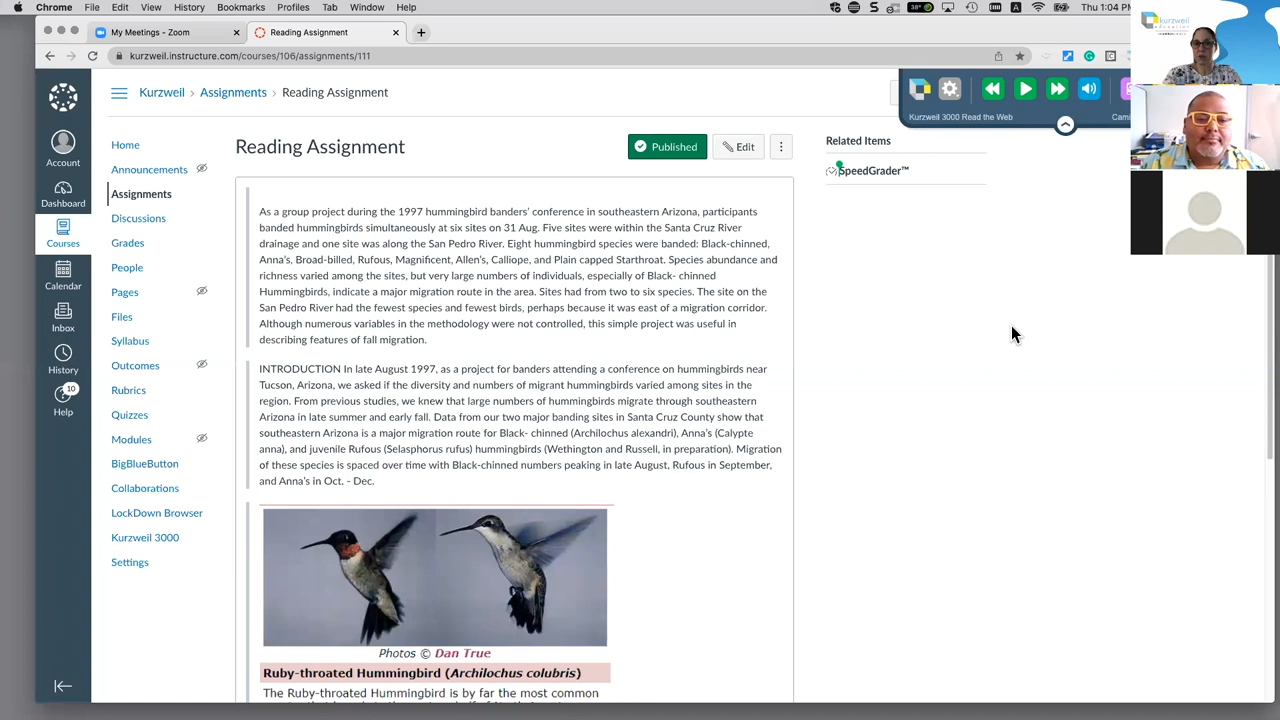 Chrome File Edit View History Bookmarks Profiles Tab Window Help
38°
A
Thu 1:04 P
My Meetings - Zoom
Reading Assignment
kurzweil.instructure.com/courses/106/assignments/111
kurzweil
education
Kurzweil > Assignments > Reading Assignment
Kurzweil 3000 Read the Web
Cami
Account
Dashboard
Courses
Calendar
Inbox
History
10
Help
Home
Announcements
Assignments
Discussions
Grades
People
Pages
Files
Syllabus
Outcomes
Rubrics
Quizzes
Modules
BigBlueButton
Collaborations
LockDown Browser
Kurzweil 3000
Settings
Reading Assignment
Published
Edit
Related Items
SpeedGrader™
As a group project during the 1997 hummingbird banders' conference in southeastern Arizona, participants
banded hummingbirds simultaneously at six sites on 31 Aug. Five sites were within the Santa Cruz River
drainage and one site was along the San Pedro River. Eight hummingbird species were banded: Black-chinned,
Anna's, Broad-billed, Rufous, Magnificent, Allen's, Calliope, and Plain capped Starthroat. Species abundance and
richness varied among the sites, but very large numbers of individuals, especially of Black- chinned
Hummingbirds, indicate a major migration route in the area. Sites had from two to six species. The site on the
San Pedro River had the fewest species and fewest birds, perhaps because it was east of a migration corridor.
Although numerous variables in the methodology were not controlled, this simple project was useful in
describing features of fall migration.
INTRODUCTION In late August 1997, as a project for banders attending a conference on hummingbirds near
Tucson, Arizona, we asked if the diversity and numbers of migrant hummingbirds varied among sites in the
region. From previous studies, we knew that large numbers of hummingbirds migrate through southeastern
Arizona in late summer and early fall. Data from our two major banding sites in Santa Cruz County show that
southeastern Arizona is a major migration route for Black- chinned (Archilochus alexandri), Anna's (Calypte
anna), and juvenile Rufous (Selasphorus rufus) hummingbirds (Wethington and Russell, in preparation). Migration
of these species is spaced over time with Black-chinned numbers peaking in late August, Rufous in September,
and Anna's in Oct. - Dec.
Photos © Dan True
Ruby-throated Hummingbird (Archilochus colubris)
The Ruby-throated Hummingbird is by far the most common